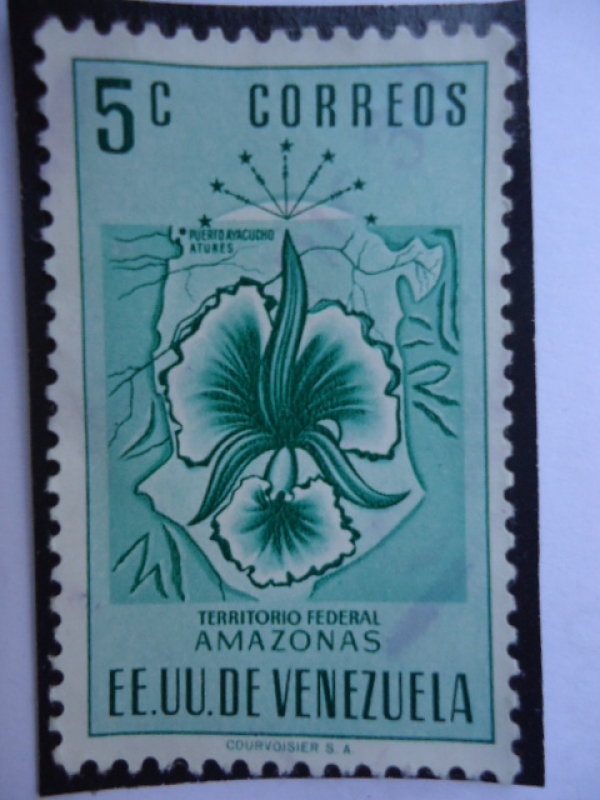 5C CORREOS
PUERTO AYACUCHO
ATURES
TERRITORIO FEDERAL
AMAZONAS
EE.UU.DE VENEZUELA
COURVOISIER S.A